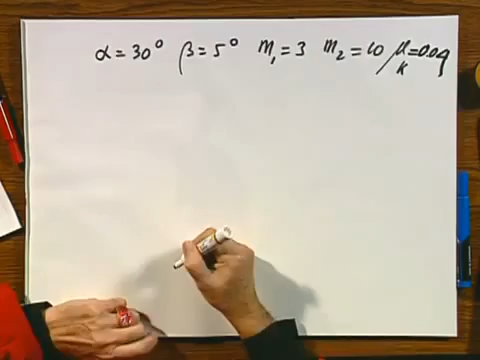 α = 30° β = 5° m₁ = 3 m₂ = 10 μₖ = 0.09